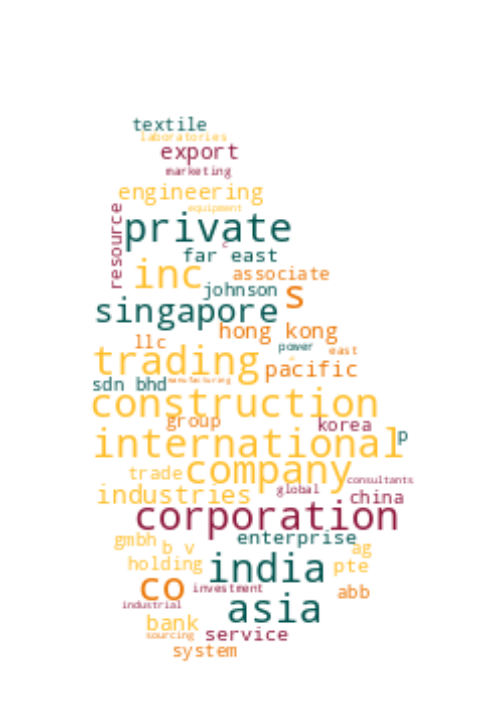 textile
laboratories
export
marketing
engineering
equipment
resource
private
c
far east
inc
associate
johnson
s
singapore
hong kong
llc
power
east
trading
pacific
sdn bhd
manufacturing
construction
group
korea
international
p
trade
company
consultants
industries
global
china
corporation
gmbh
b v
enterprise
ag
holding
india
pte
co
investment
abb
industrial
asia
bank
sourcing
service
system